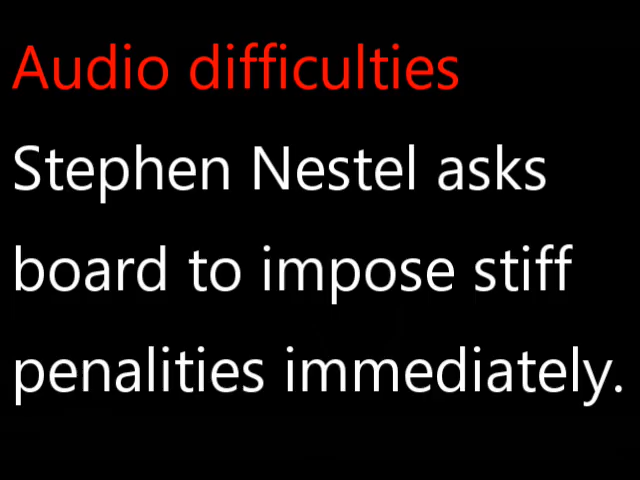 Audio difficulties
Stephen Nestel asks
board to impose stiff
penalities immediately.